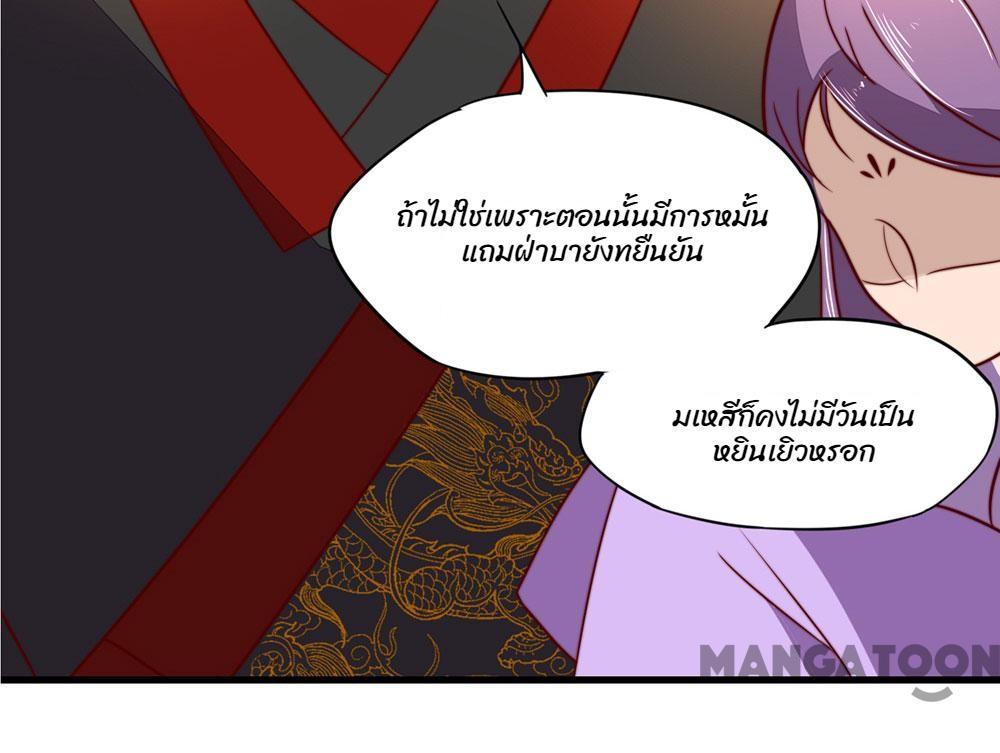 ถ้าไม่ใช่เพราะตอนนั้นมีการหมั้น
แถมฝ่าบายังทยืนยัน
มเหสีก็คงไม่มีวันเป็น
หยินเยิวหรอก
MANGATOON